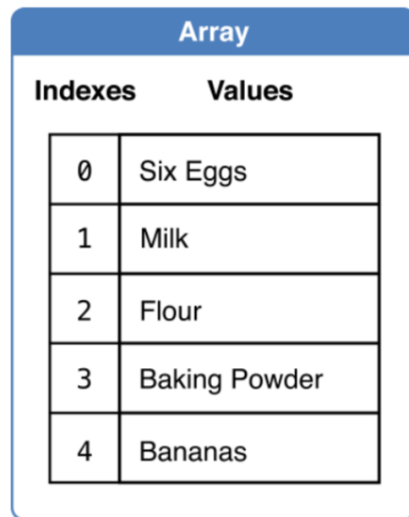 Array
Indexes Values
0 Six Eggs
1 Milk
2 Flour
3 Baking Powder
4 Bananas